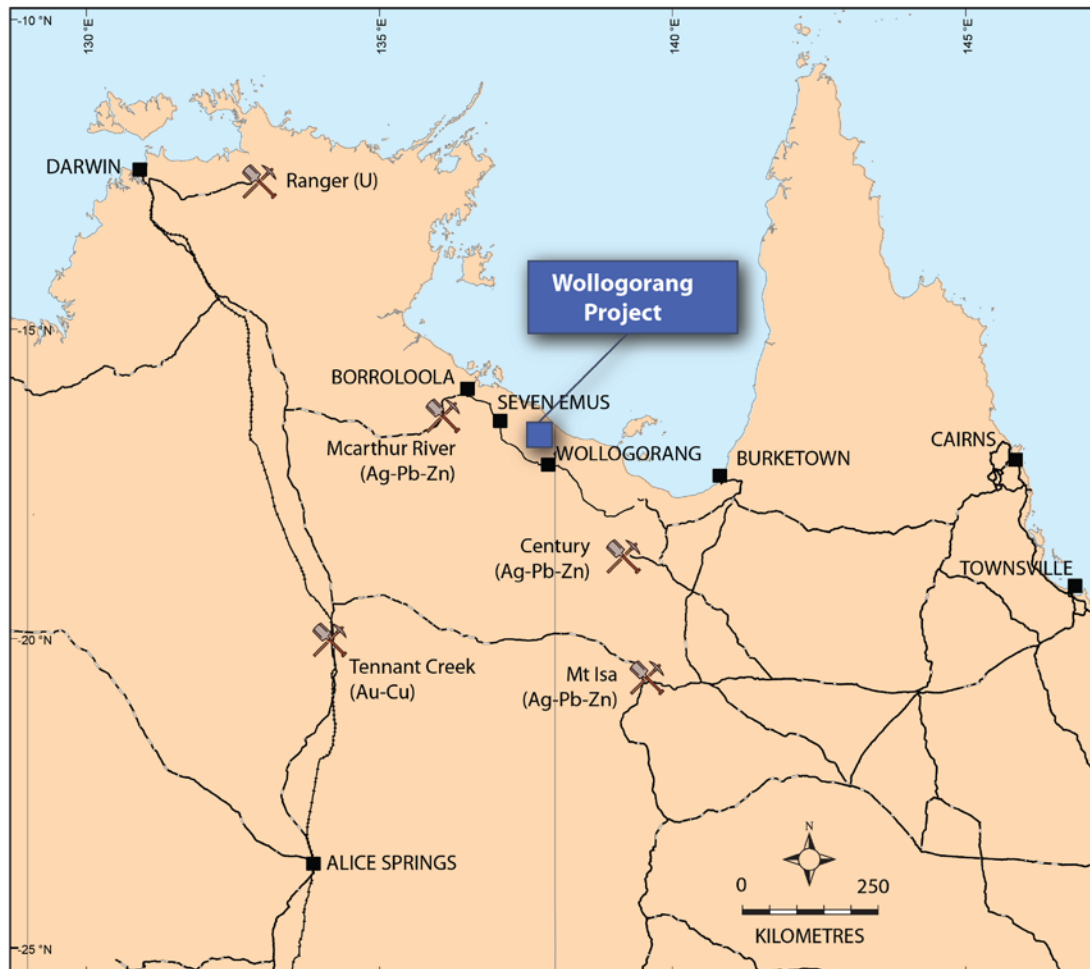 -10 °N
130 °E
135 °E
140 °E
145 °E
DARWIN
Ranger (U)
Wollogorang
Project
-15 °N
BORROLOOLA
SEVEN EMUS
Mcarthur River
(Ag-Pb-Zn)
WOLLOGORANG
BURKETOWN
CAIRNS
Century
(Ag-Pb-Zn)
TOWNSVILLE
-20 °N
Tennant Creek
(Au-Cu)
Mt Isa
(Ag-Pb-Zn)
ALICE SPRINGS
N
0
250
KILOMETRES
-25 °N